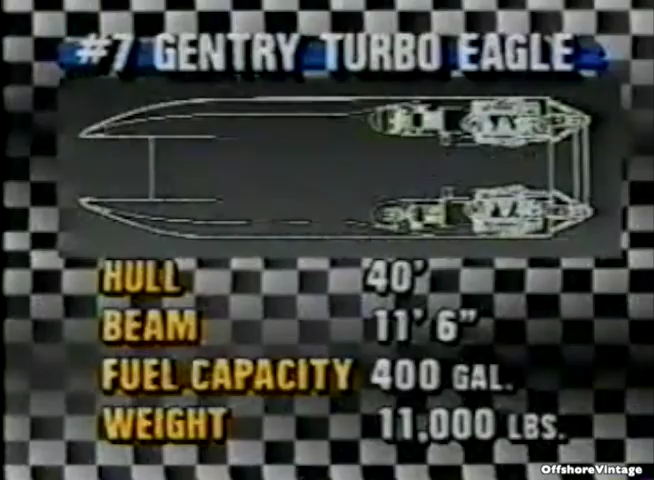 #7 GENTRY TURBO EAGLE
HULL 40'
BEAM 11' 6"
FUEL CAPACITY 400 GAL.
WEIGHT 11,000 LBS.
OffshoreVintage